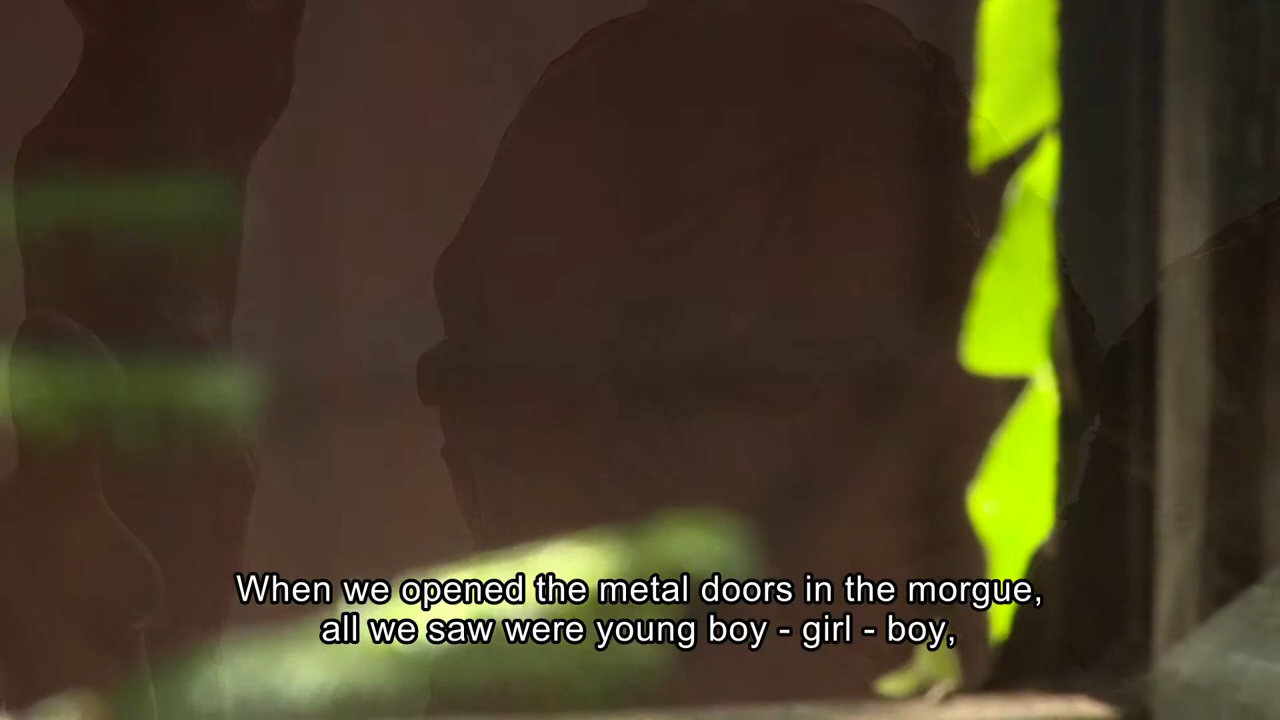 When we opened the metal doors in the morgue,
all we saw were young boy - girl - boy,